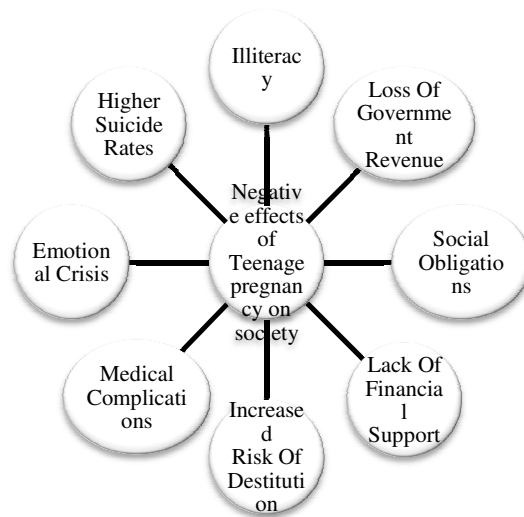 Illiterac
y
Loss Of
Governme
nt
Revenue
Social
Obligatio
ns
Lack Of
Financia
l
Support
Increase
d
Risk Of
Destituti
on
Medical
Complicati
ons
Emotion
al Crisis
Higher
Suicide
Rates
Negativ
e effects
of
Teenage
pregnan
cy on
society